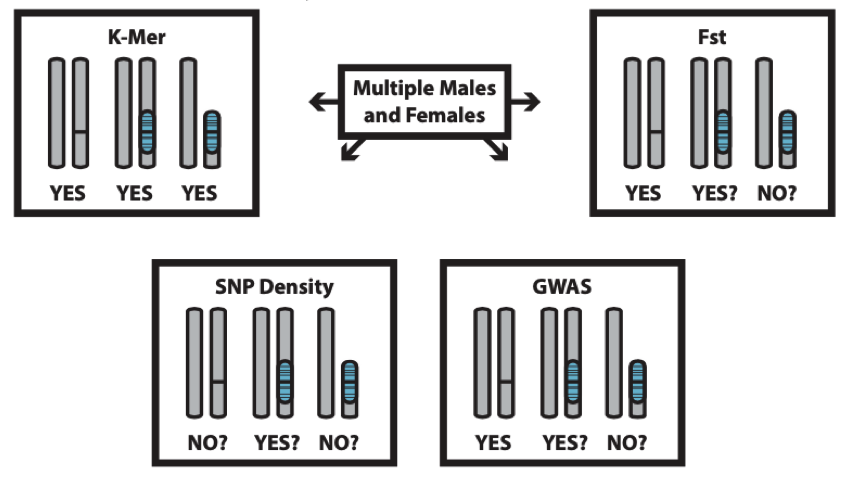 K-Mer
YES YES YES
Multiple Males
and Females
Fst
YES YES? NO?
SNP Density
NO? YES? NO?
GWAS
YES YES? NO?